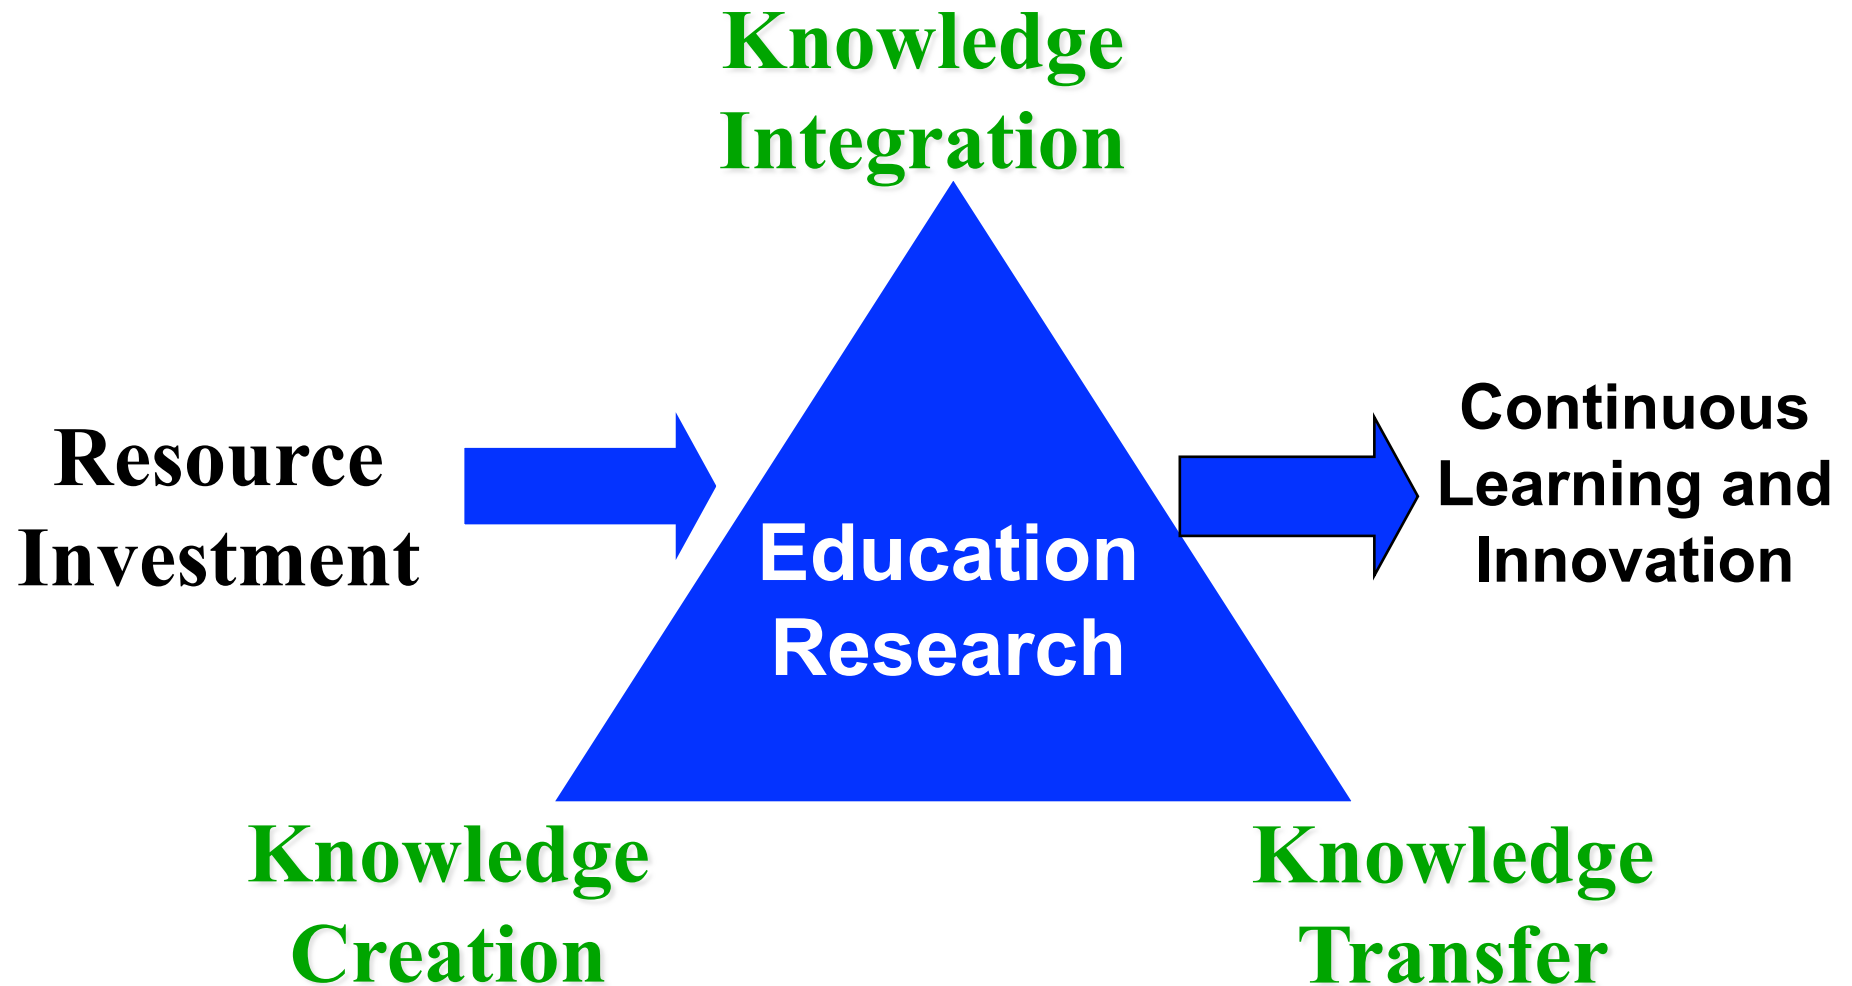 Knowledge
Integration
Resource
Investment
Education
Research
Continuous
Learning and
Innovation
Knowledge
Creation
Knowledge
Transfer